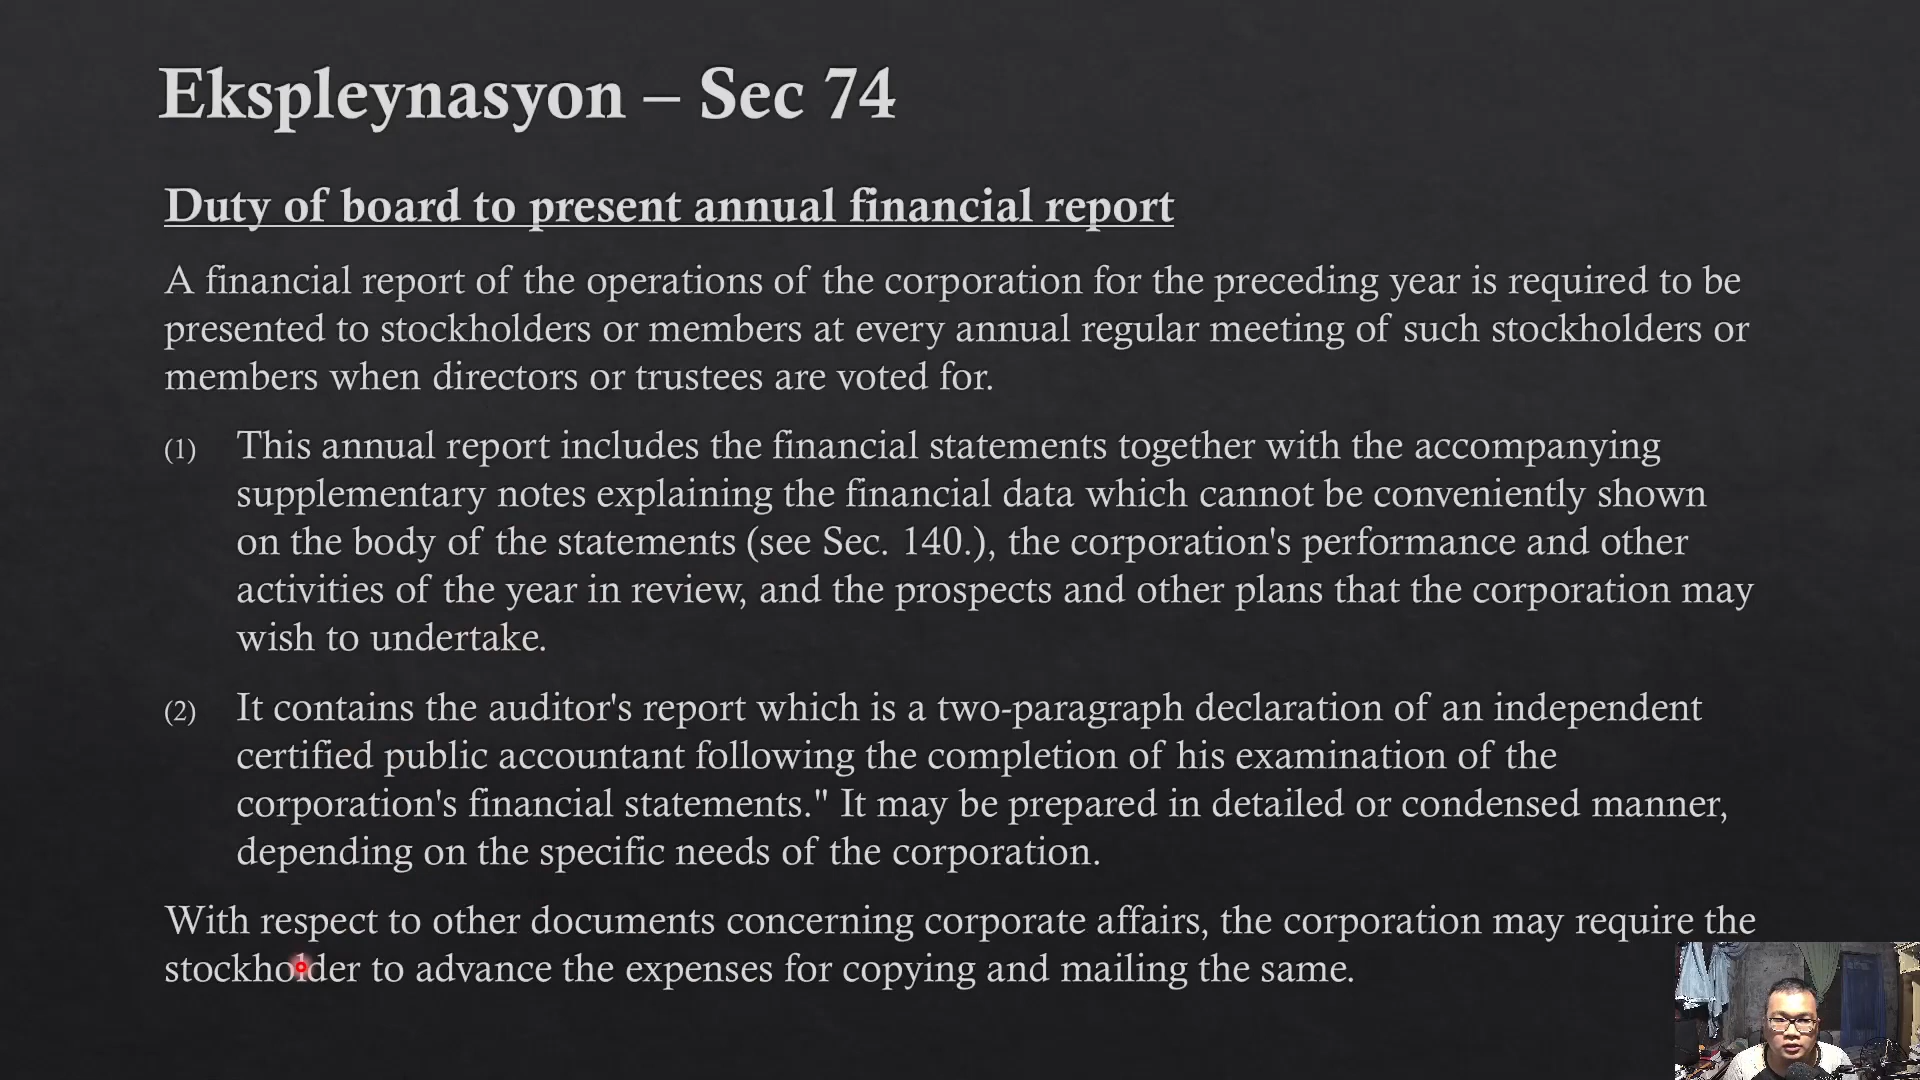 Ekspleynasyon – Sec 74
Duty of board to present annual financial report
A financial report of the operations of the corporation for the preceding year is required to be
presented to stockholders or members at every annual regular meeting of such stockholders or
members when directors or trustees are voted for.
(1) This annual report includes the financial statements together with the accompanying
supplementary notes explaining the financial data which cannot be conveniently shown
on the body of the statements (see Sec. 140.), the corporation's performance and other
activities of the year in review, and the prospects and other plans that the corporation may
wish to undertake.
(2) It contains the auditor's report which is a two-paragraph declaration of an independent
certified public accountant following the completion of his examination of the
corporation's financial statements." It may be prepared in detailed or condensed manner,
depending on the specific needs of the corporation.
With respect to other documents concerning corporate affairs, the corporation may require the
stockholder to advance the expenses for copying and mailing the same.